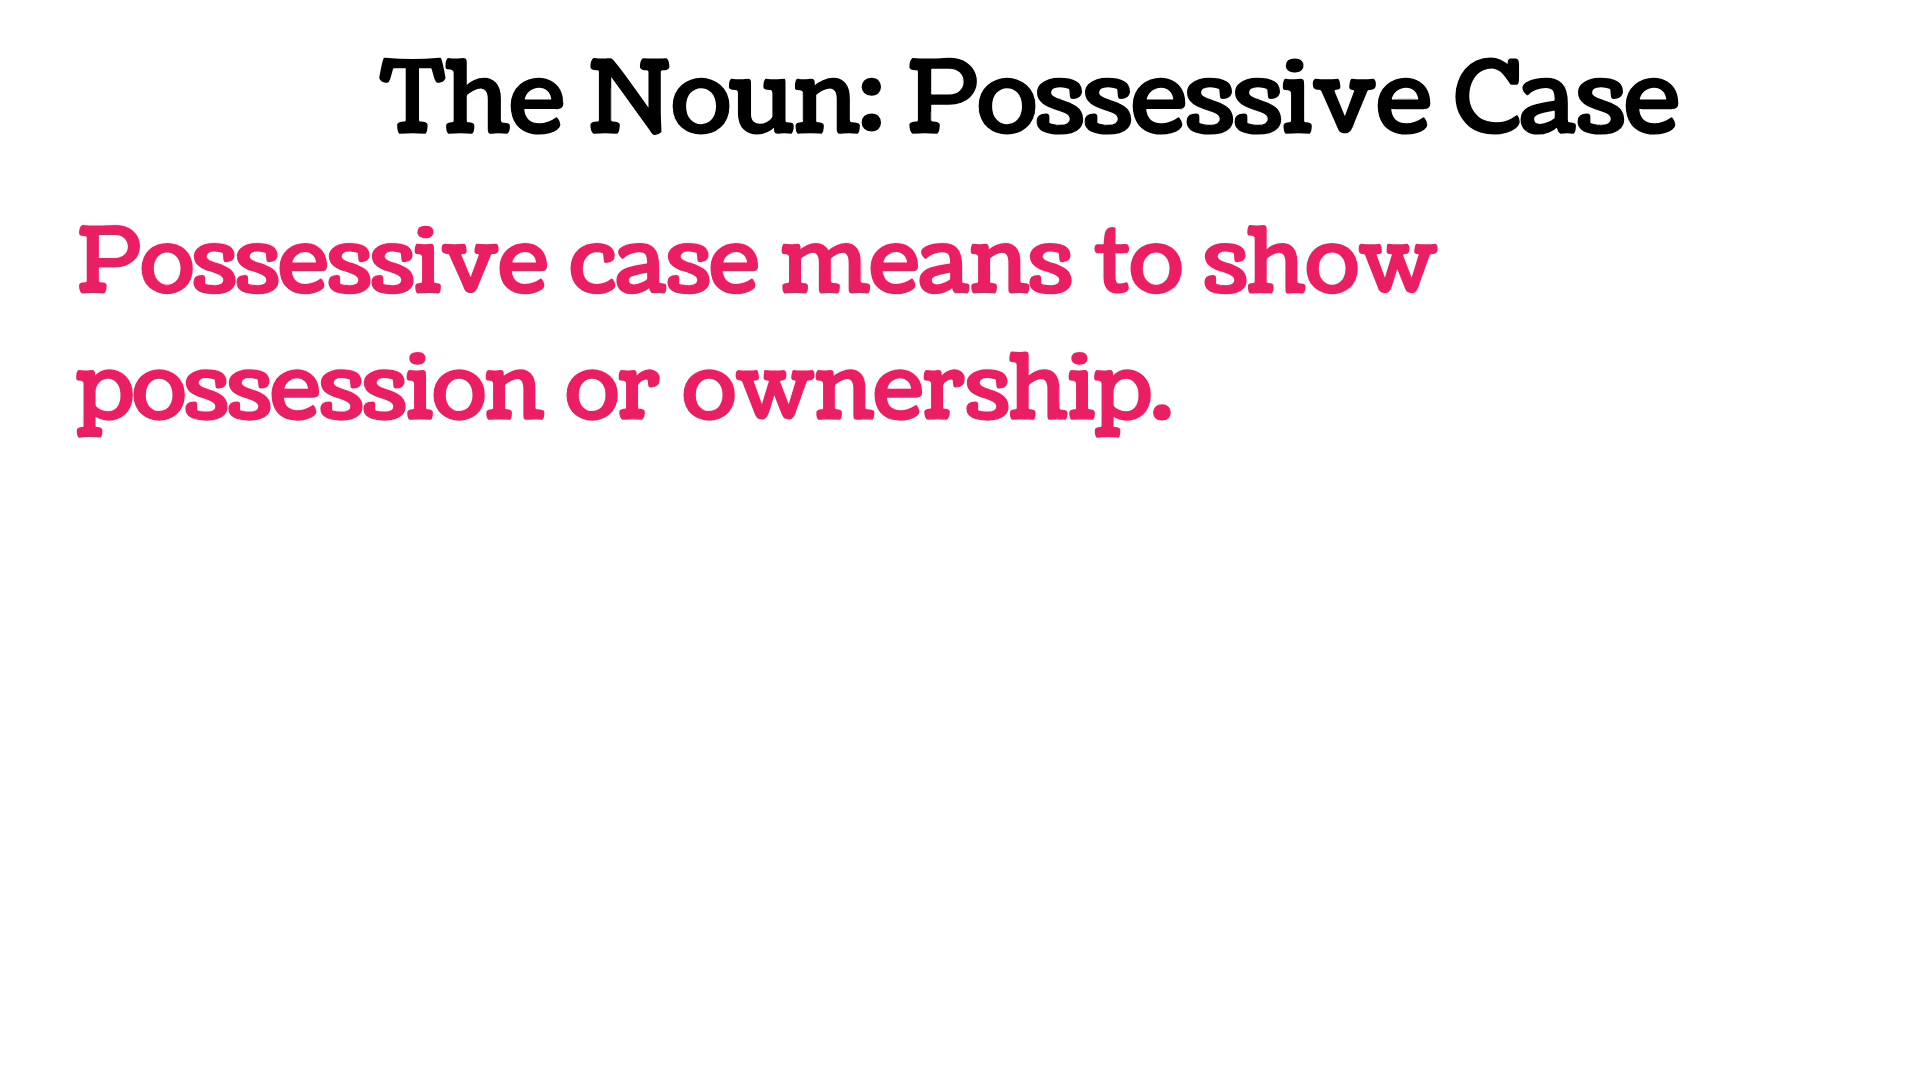 The Noun: Possessive Case
Possessive case means to show
possession or ownership.